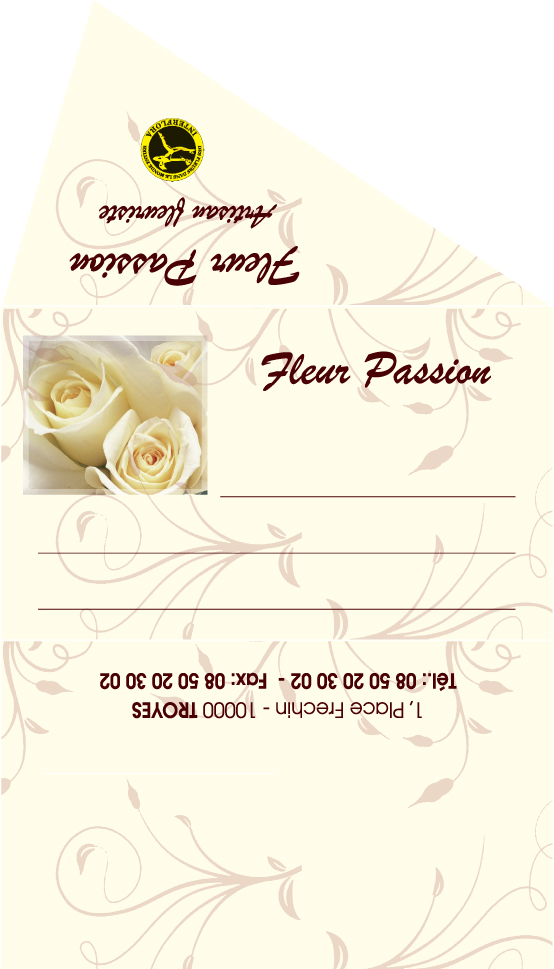 INTERFLORA
Artisan fleuriste
Fleur Passion
Fleur Passion
Tél.: 08 50 20 30 02 - Fax: 08 50 20 30 02
1, Place Frechin - 10000 TROYES